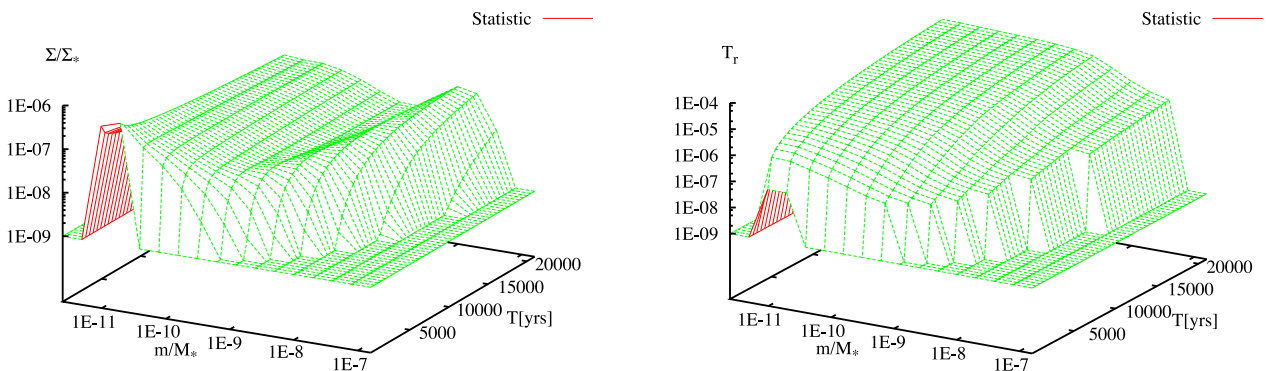 Statistic
Σ/Σ*
1E-06
1E-07
1E-08
1E-09
1E-11
1E-10
1E-9
1E-8
1E-7
m/M*
5000
10000
15000
20000
T[yrs]
Statistic
Tr
1E-04
1E-05
1E-06
1E-07
1E-08
1E-09
1E-11
1E-10
1E-9
1E-8
1E-7
m/M*
5000
10000
15000
20000
T[yrs]